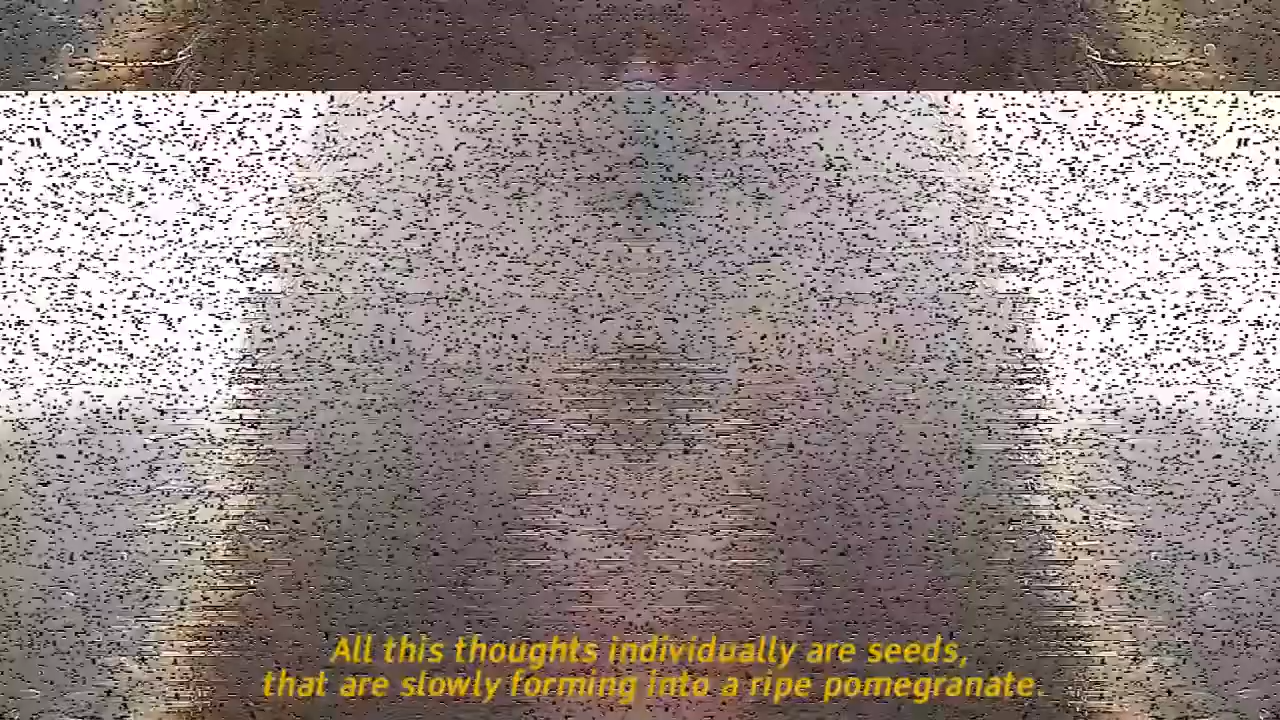 All this thoughts individually are seeds,
that are slowly forming into a ripe pomegranate.